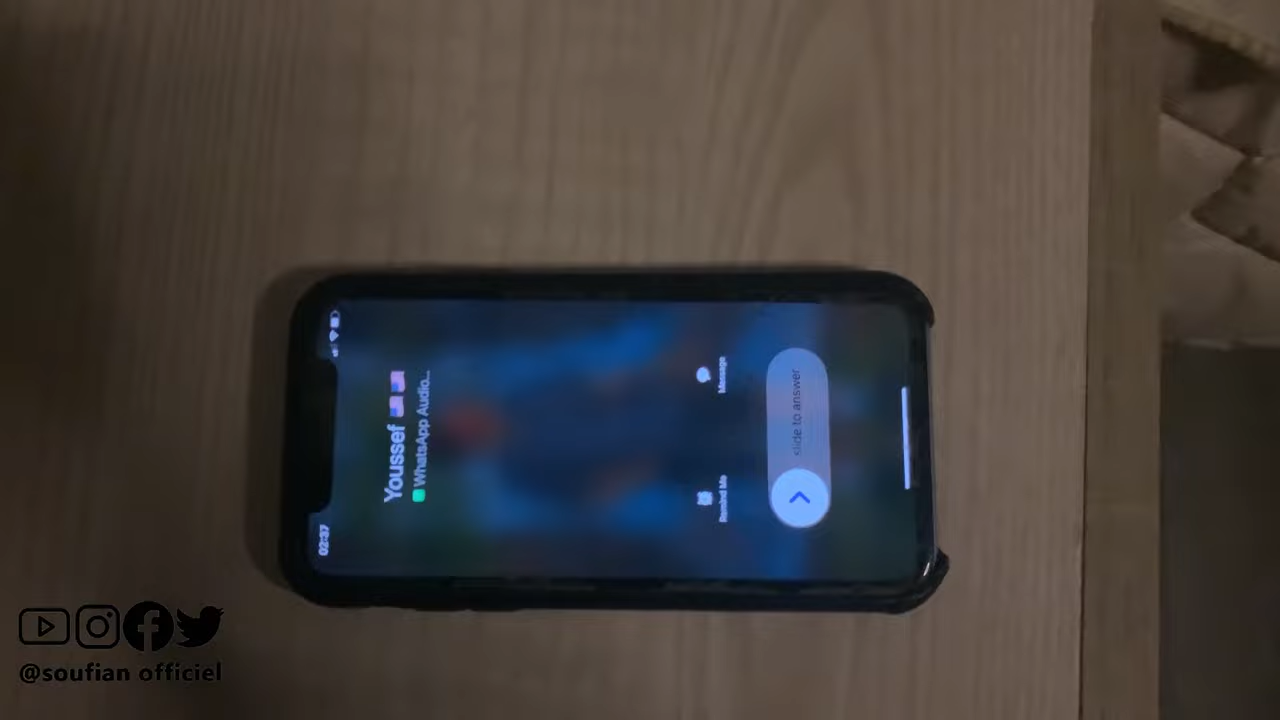 02:37
Youssef 🇺🇸🇺🇸
WhatsApp Audio...
Remind Me
Message
slide to answer
@soufian officiel